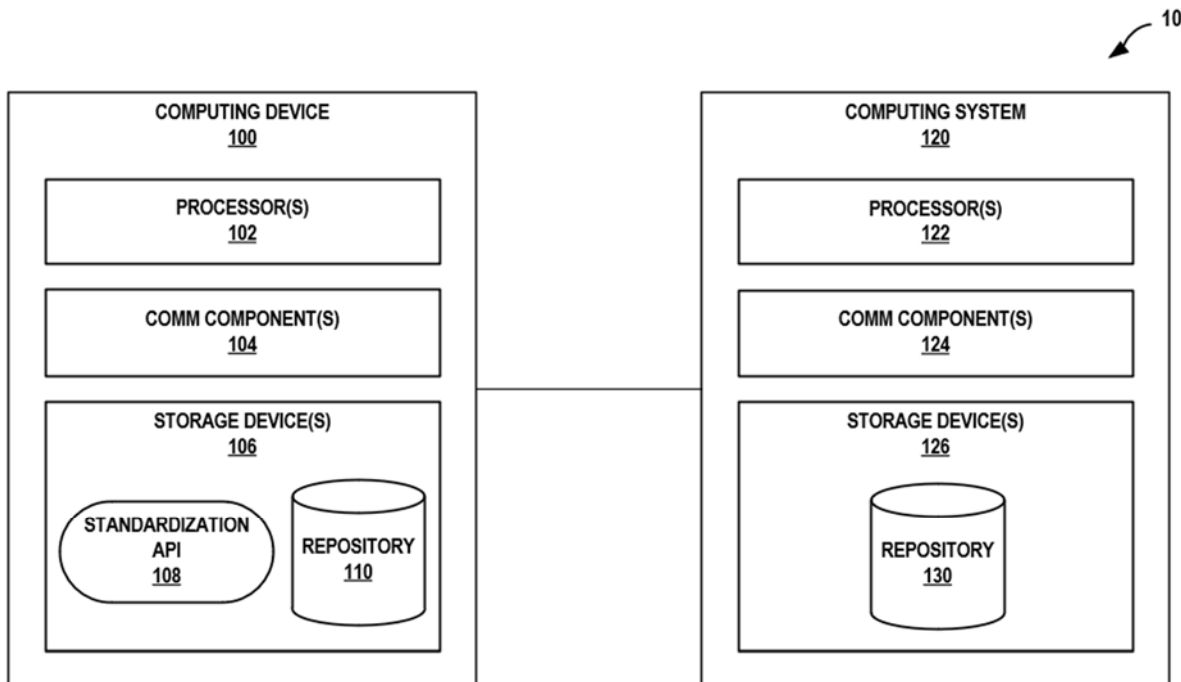 10
COMPUTING DEVICE
100
PROCESSOR(S)
102
COMM COMPONENT(S)
104
STORAGE DEVICE(S)
106
STANDARDIZATION
API
108
REPOSITORY
110
COMPUTING SYSTEM
120
PROCESSOR(S)
122
COMM COMPONENT(S)
124
STORAGE DEVICE(S)
126
REPOSITORY
130